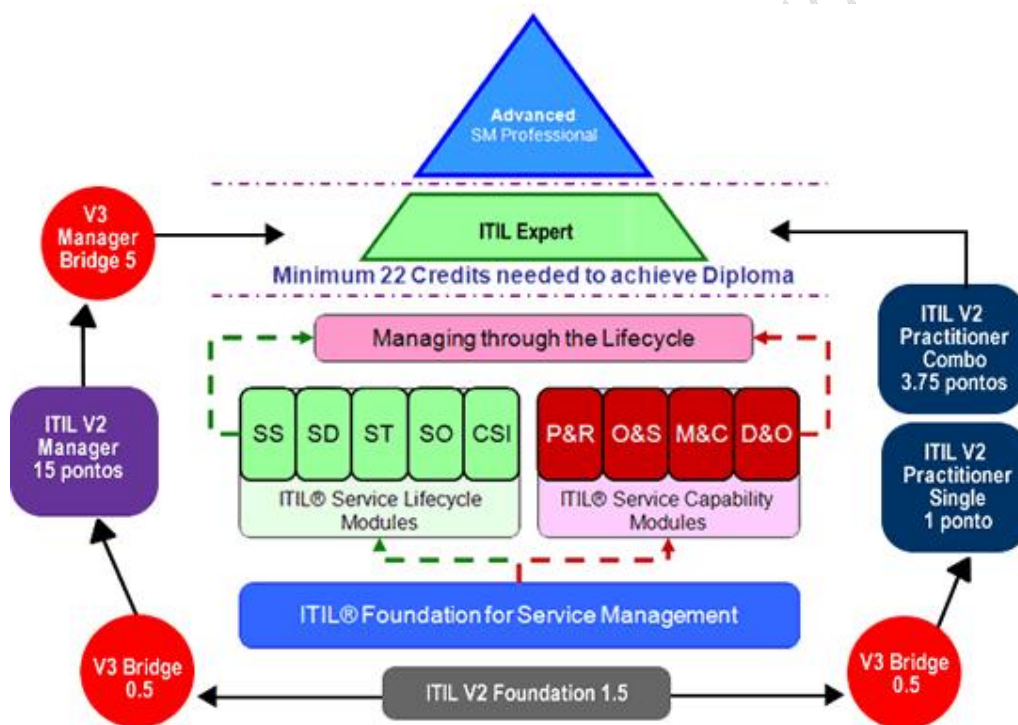 Advanced
SM Professional
V3
Manager
Bridge 5
ITIL Expert
Minimum 22 Credits needed to achieve Diploma
ITIL V2
Practitioner
Combo
3.75 pontos
Managing through the Lifecycle
ITIL V2
Manager
15 pontos
SS SD ST SO CSI
P&R O&S M&C D&O
ITIL® Service Lifecycle
Modules
ITIL® Service Capability
Modules
ITIL V2
Practitioner
Single
1 ponto
ITIL® Foundation for Service Management
V3 Bridge
0.5
ITIL V2 Foundation 1.5
V3 Bridge
0.5